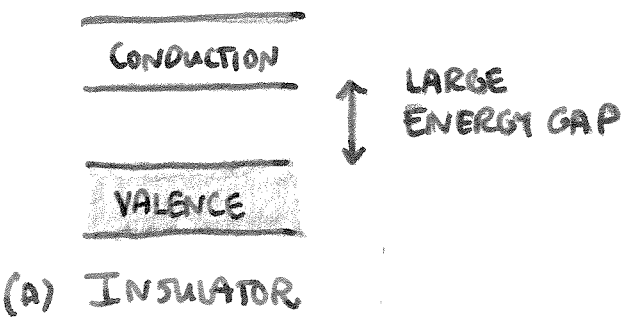 CONDUCTION
LARGE
ENERGY GAP
VALENCE
(A) INSULATOR